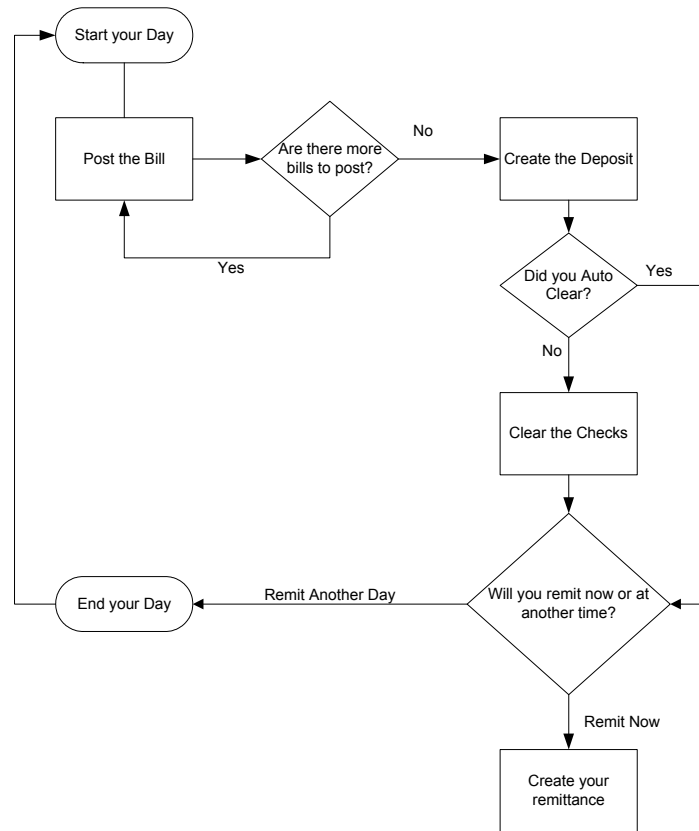 Start your Day
Post the Bill
Are there more
bills to post?
No
Create the Deposit
Yes
Did you Auto
Clear?
Yes
No
Clear the Checks
Will you remit now or at
another time?
Remit Another Day
End your Day
Remit Now
Create your
remittance